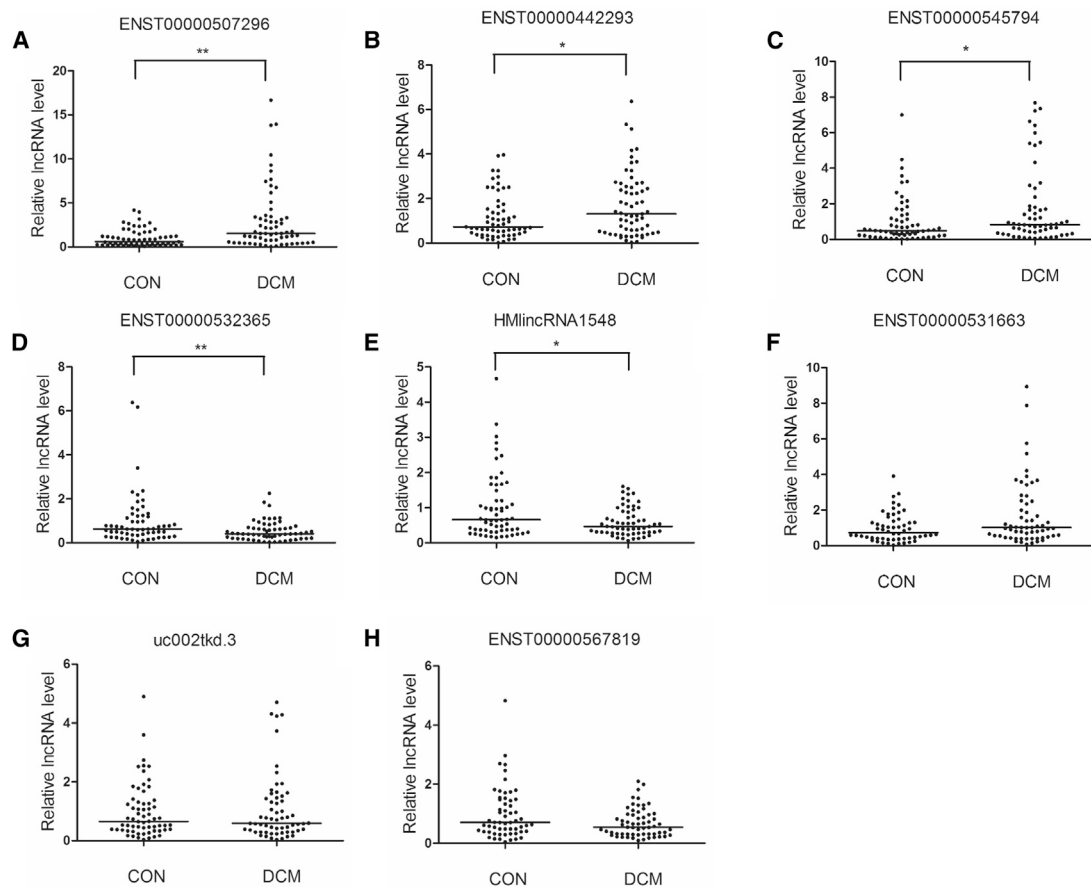 A
ENST00000507296
**
Relative lncRNA level
20
15
10
5
0
CON DCM
B
ENST00000442293
*
Relative lncRNA level
8
6
4
2
0
CON DCM
C
ENST00000545794
*
Relative lncRNA level
10
8
6
4
2
0
CON DCM
D
ENST00000532365
**
Relative lncRNA level
8
6
4
2
0
CON DCM
E
HMlincRNA1548
*
Relative lncRNA level
5
4
3
2
1
0
CON DCM
F
ENST00000531663
Relative lncRNA level
10
8
6
4
2
0
CON DCM
G
uc002tkd.3
Relative lncRNA level
6
4
2
0
CON DCM
H
ENST00000567819
Relative lncRNA level
6
4
2
0
CON DCM